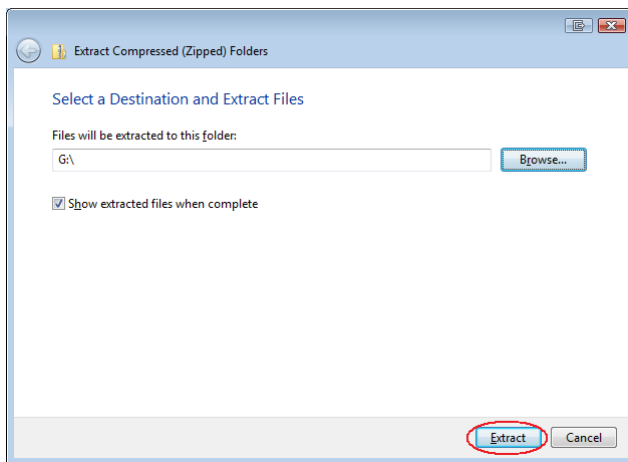 Extract Compressed (Zipped) Folders
Select a Destination and Extract Files
Files will be extracted to this folder:
G:\
Browse...
Show extracted files when complete
Extract
Cancel